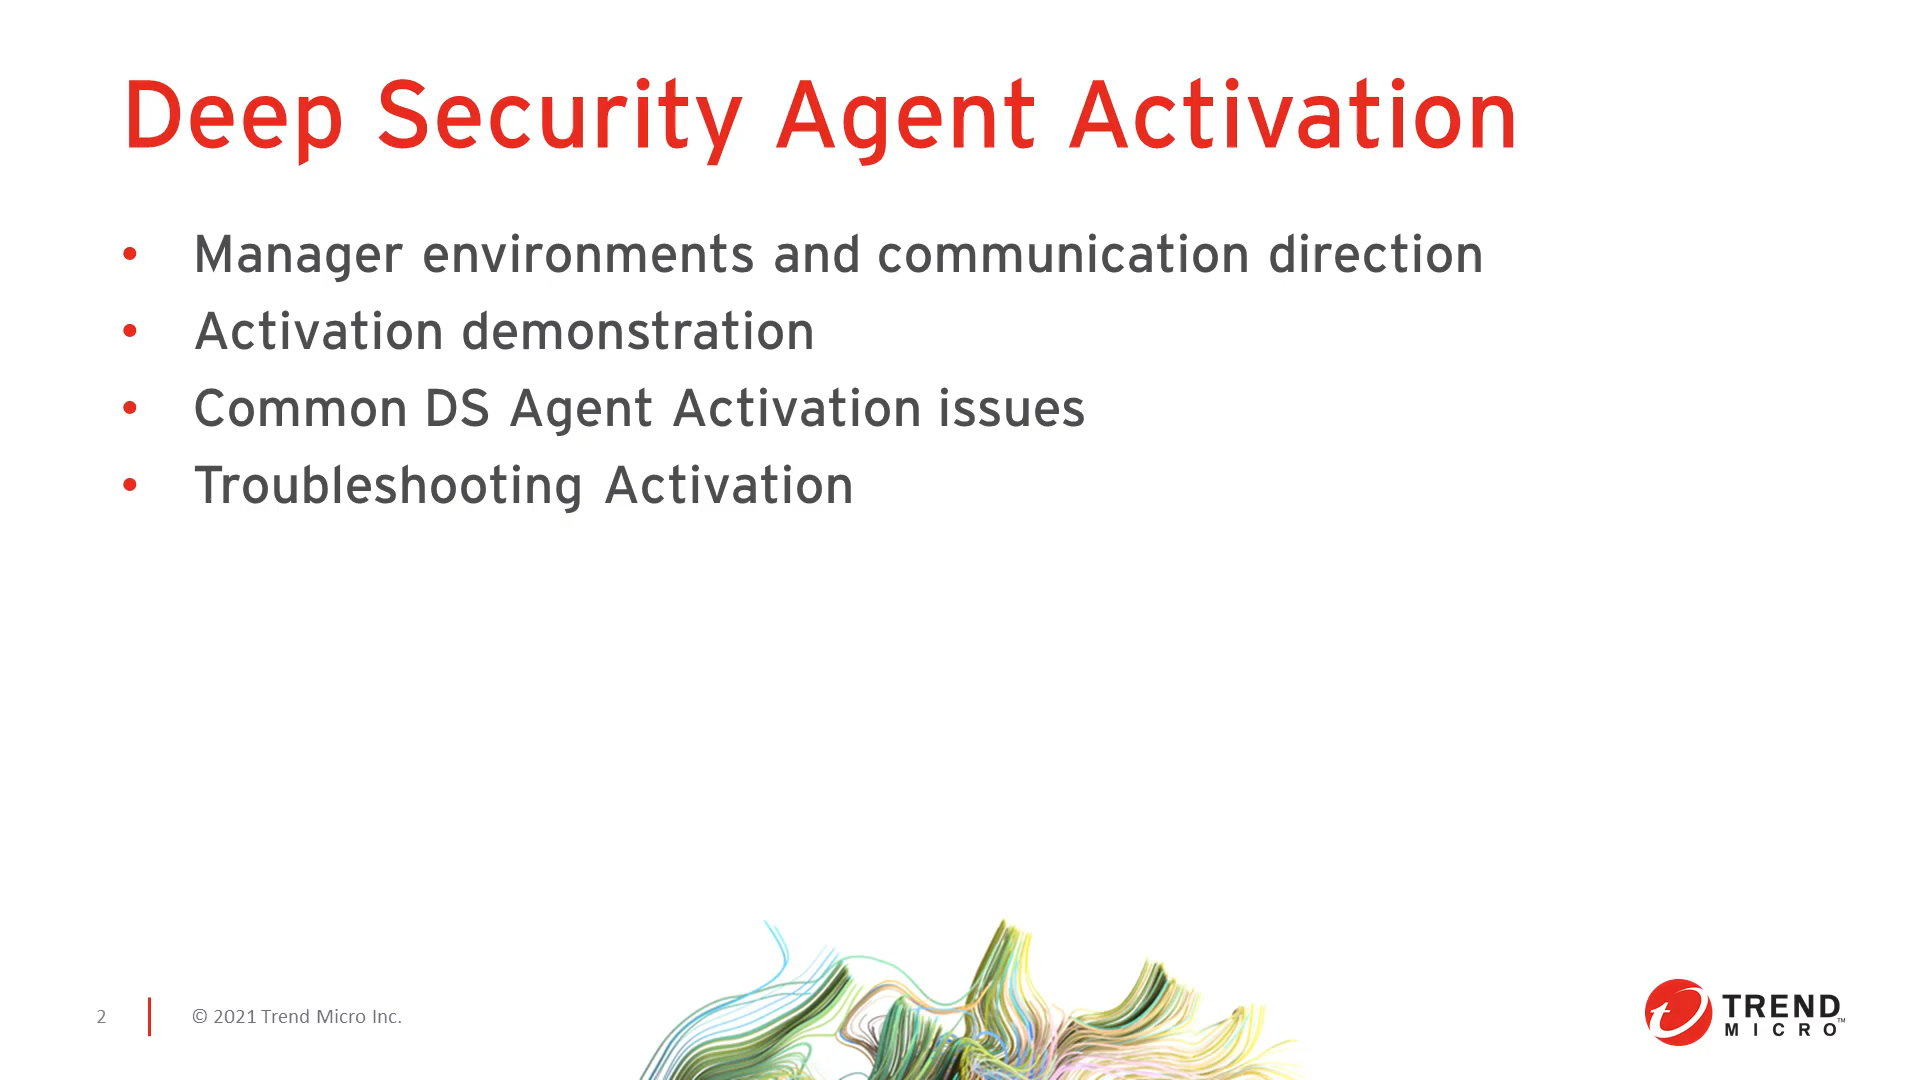 Deep Security Agent Activation
• Manager environments and communication direction
• Activation demonstration
• Common DS Agent Activation issues
• Troubleshooting Activation
2
© 2021 Trend Micro Inc.
TREND
MICRO™